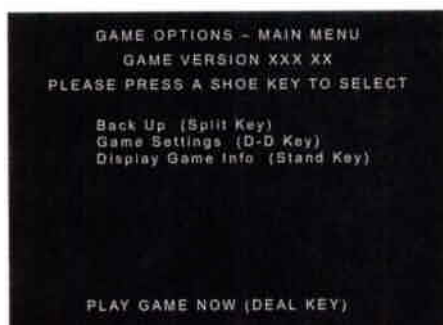 GAME OPTIONS – MAIN MENU
GAME VERSION XXX XX
PLEASE PRESS A SHOE KEY TO SELECT
Back Up (Split Key)
Game Settings (D-D Key)
Display Game Info (Stand Key)
PLAY GAME NOW (DEAL KEY)